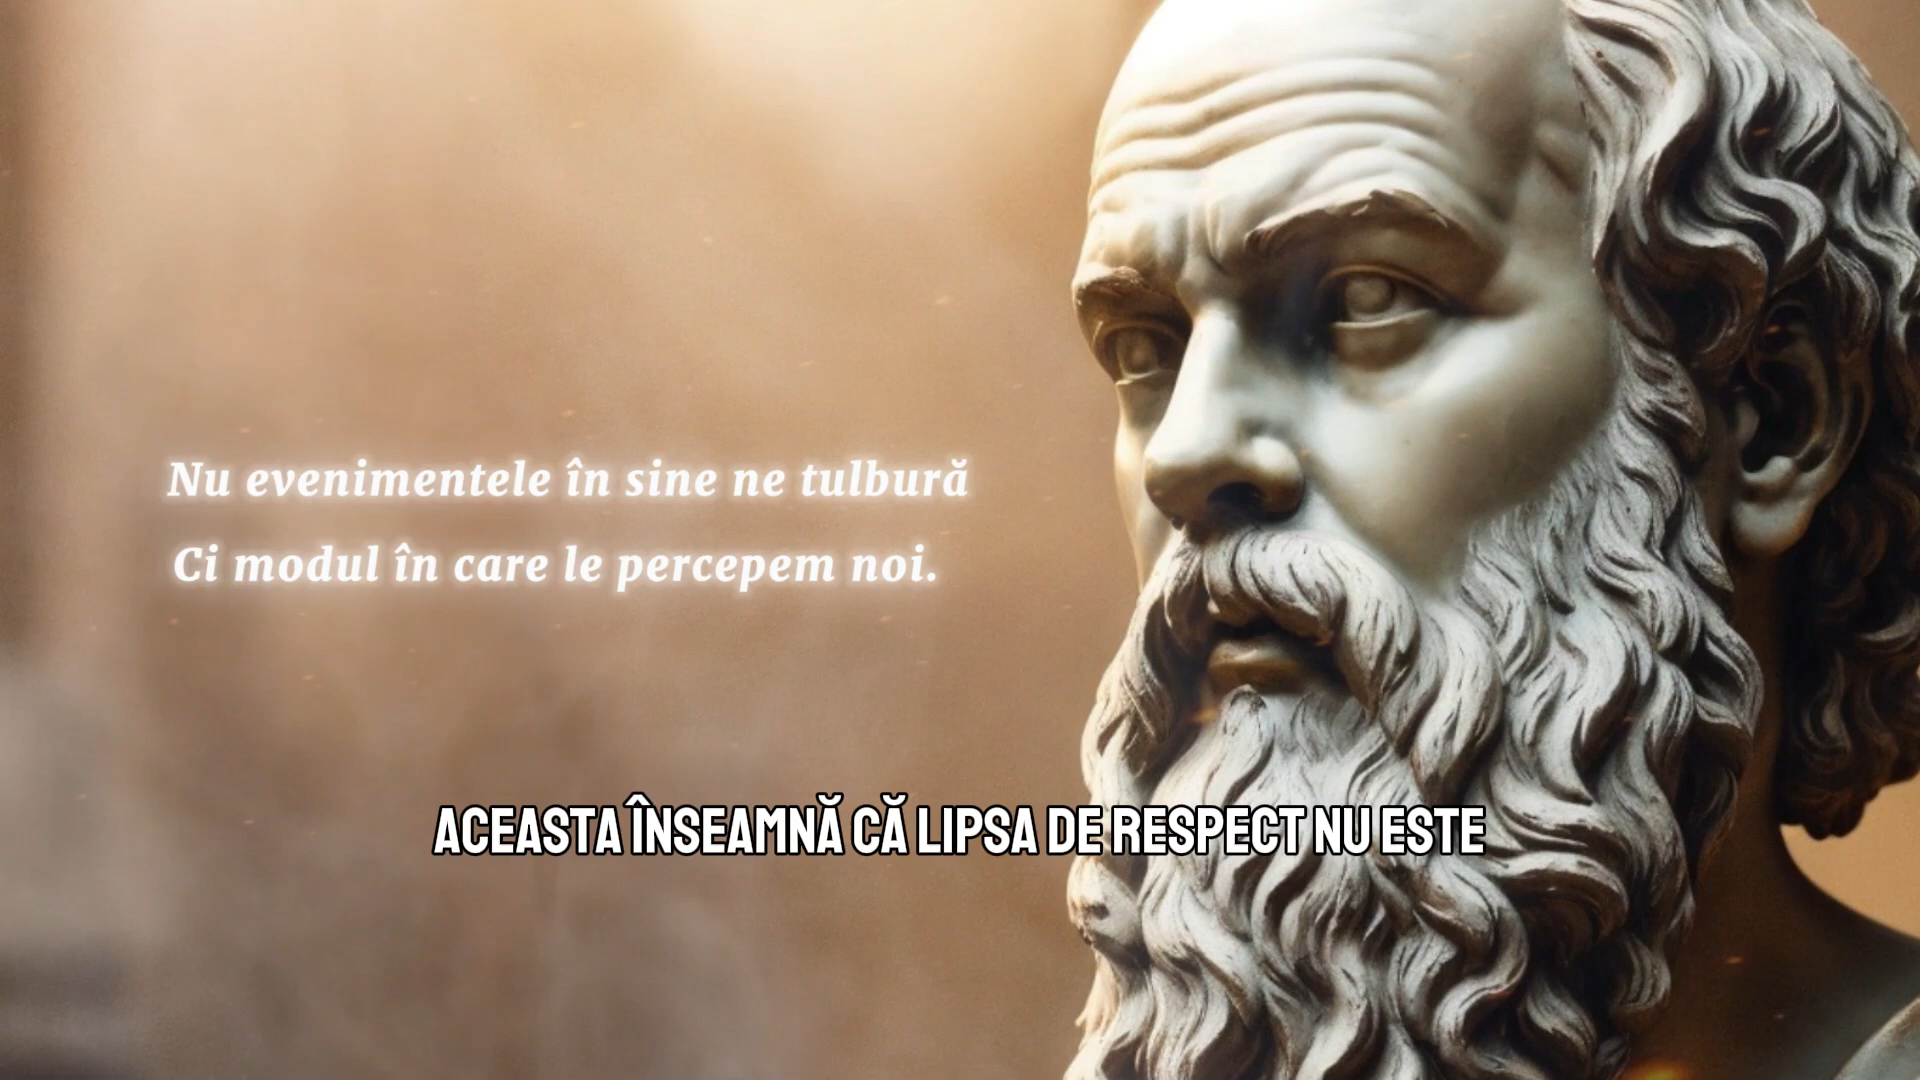 Nu evenimentele în sine ne tulbură
Ci modul în care le percepem noi.
ACEASTA ÎNSEAMNĂ CĂ LIPSA DE RESPECT NU ESTE